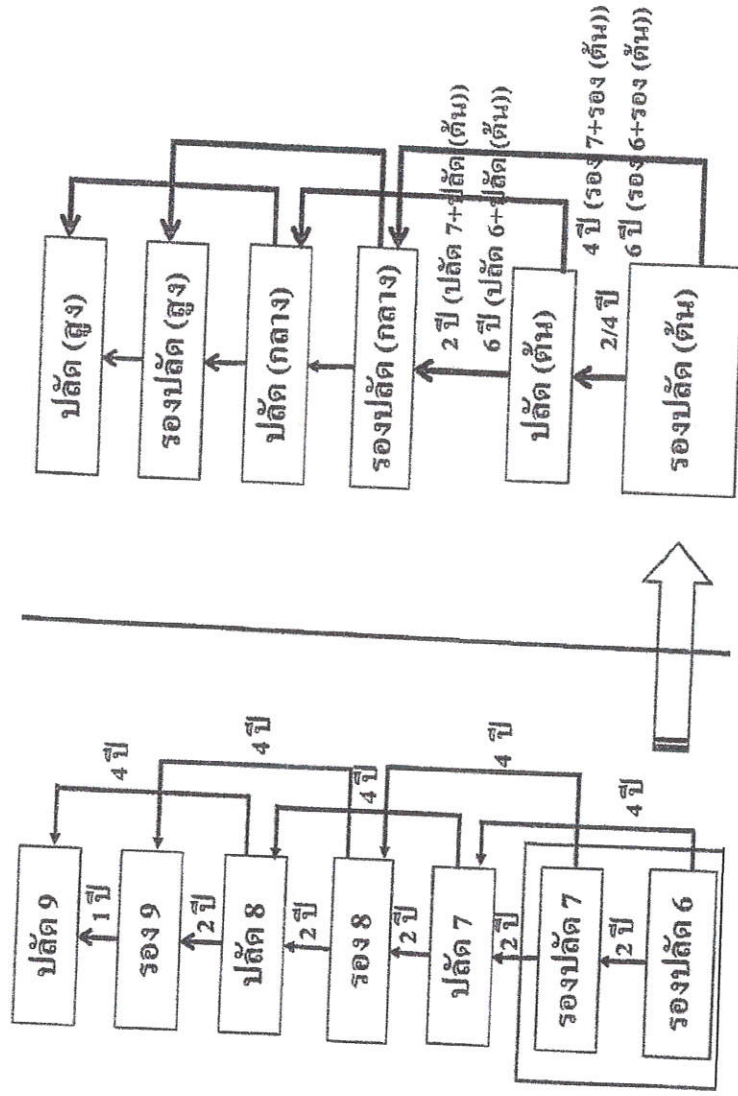 ปลัด 9
1 ปี
4 ปี
รอง 9
2 ปี
4 ปี
ปลัด 8
2 ปี
รอง 8
4 ปี
2 ปี
ปลัด 7
4 ปี
2 ปี
รองปลัด 7
2 ปี
4 ปี
รองปลัด 6
ปลัด (สูง)
รองปลัด (สูง)
ปลัด (กลาง)
รองปลัด (กลาง)
2 ปี (ปลัด 7+ปลัด (ต้น))
6 ปี (ปลัด 6+ปลัด (ต้น))
ปลัด (ต้น)
2/4 ปี
4 ปี (รอง 7+รอง (ต้น))
6 ปี (รอง 6+รอง (ต้น))
รองปลัด (ต้น)